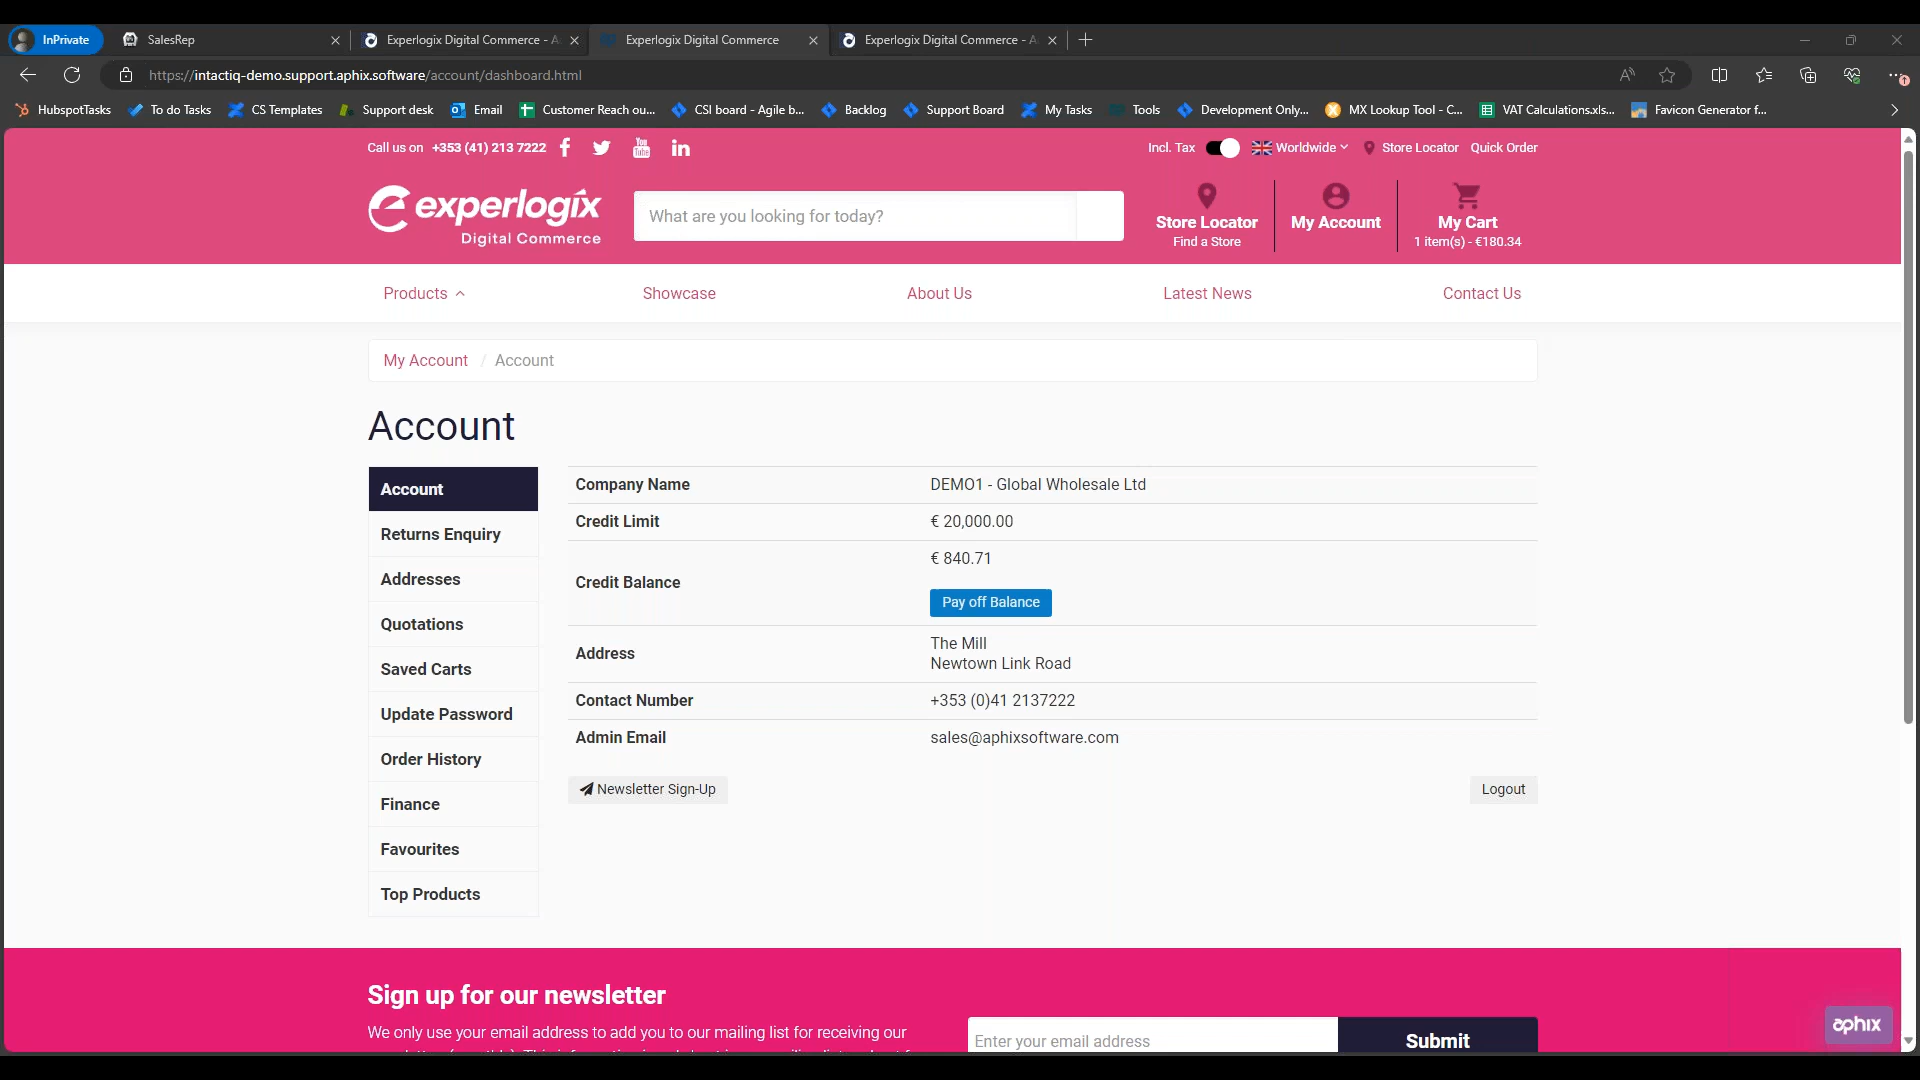 InPrivate
SalesRep
Experlogix Digital Commerce - A
Experlogix Digital Commerce
Experlogix Digital Commerce - A
https://intactiq-demo.support.aphix.software/account/dashboard.html
HubspotTasks
To do Tasks
CS Templates
Support desk
Email
Customer Reach ou...
CSI board - Agile b...
Backlog
Support Board
My Tasks
Tools
Development Only...
MX Lookup Tool - C...
VAT Calculations.xls...
Favicon Generator f...
Call us on +353 (41) 213 7222
Incl. Tax
Worldwide
Store Locator
Quick Order
experlogix
Digital Commerce
What are you looking for today?
Store Locator
Find a Store
My Account
My Cart
1 item(s) - €180.34
Products
Showcase
About Us
Latest News
Contact Us
My Account / Account
Account
Account
Returns Enquiry
Addresses
Quotations
Saved Carts
Update Password
Order History
Finance
Favourites
Top Products
Company Name DEMO1 - Global Wholesale Ltd
Credit Limit € 20,000.00
Credit Balance € 840.71
Pay off Balance
Address The Mill
Newtown Link Road
Contact Number +353 (0)41 2137222
Admin Email sales@aphixsoftware.com
Newsletter Sign-Up
Logout
Sign up for our newsletter
We only use your email address to add you to our mailing list for receiving our
Enter your email address
Submit
aphix